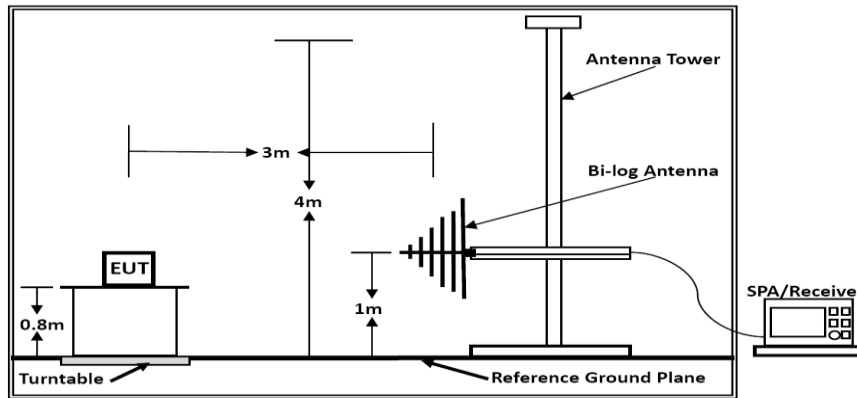 Antenna Tower
3m
Bi-log Antenna
4m
EUT
SPA/Receive
0.8m
1m
Turntable
Reference Ground Plane